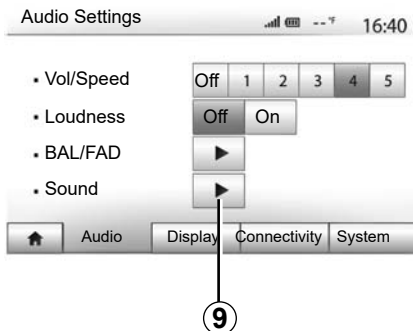 Audio Settings -- °F 16:40
• Vol/Speed Off 1 2 3 4 5
• Loudness Off On
• BAL/FAD
• Sound
Audio Display Connectivity System
9